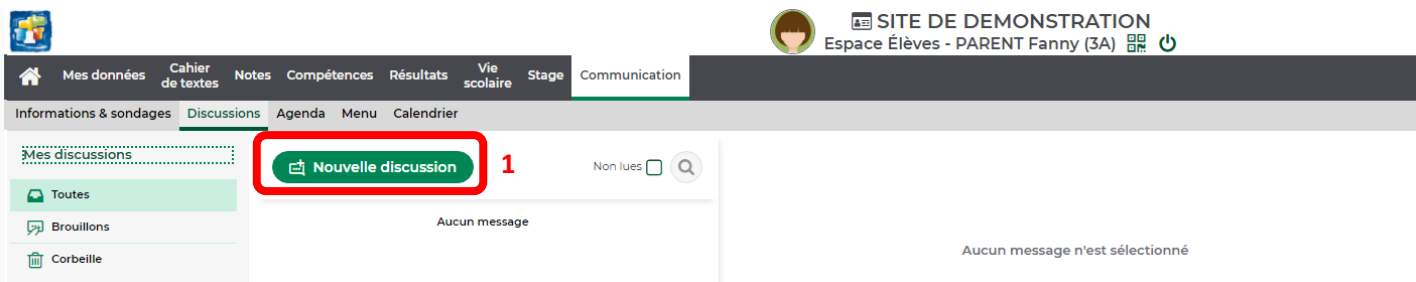 SITE DE DEMONSTRATION
Espace Élèves - PARENT Fanny (3A)
Mes données Cahier de textes Notes Compétences Résultats Vie scolaire Stage Communication
Informations & sondages Discussions Agenda Menu Calendrier
Mes discussions
Nouvelle discussion 1 Non lues
Toutes
Brouillons
Aucun message
Corbeille
Aucun message n'est sélectionné